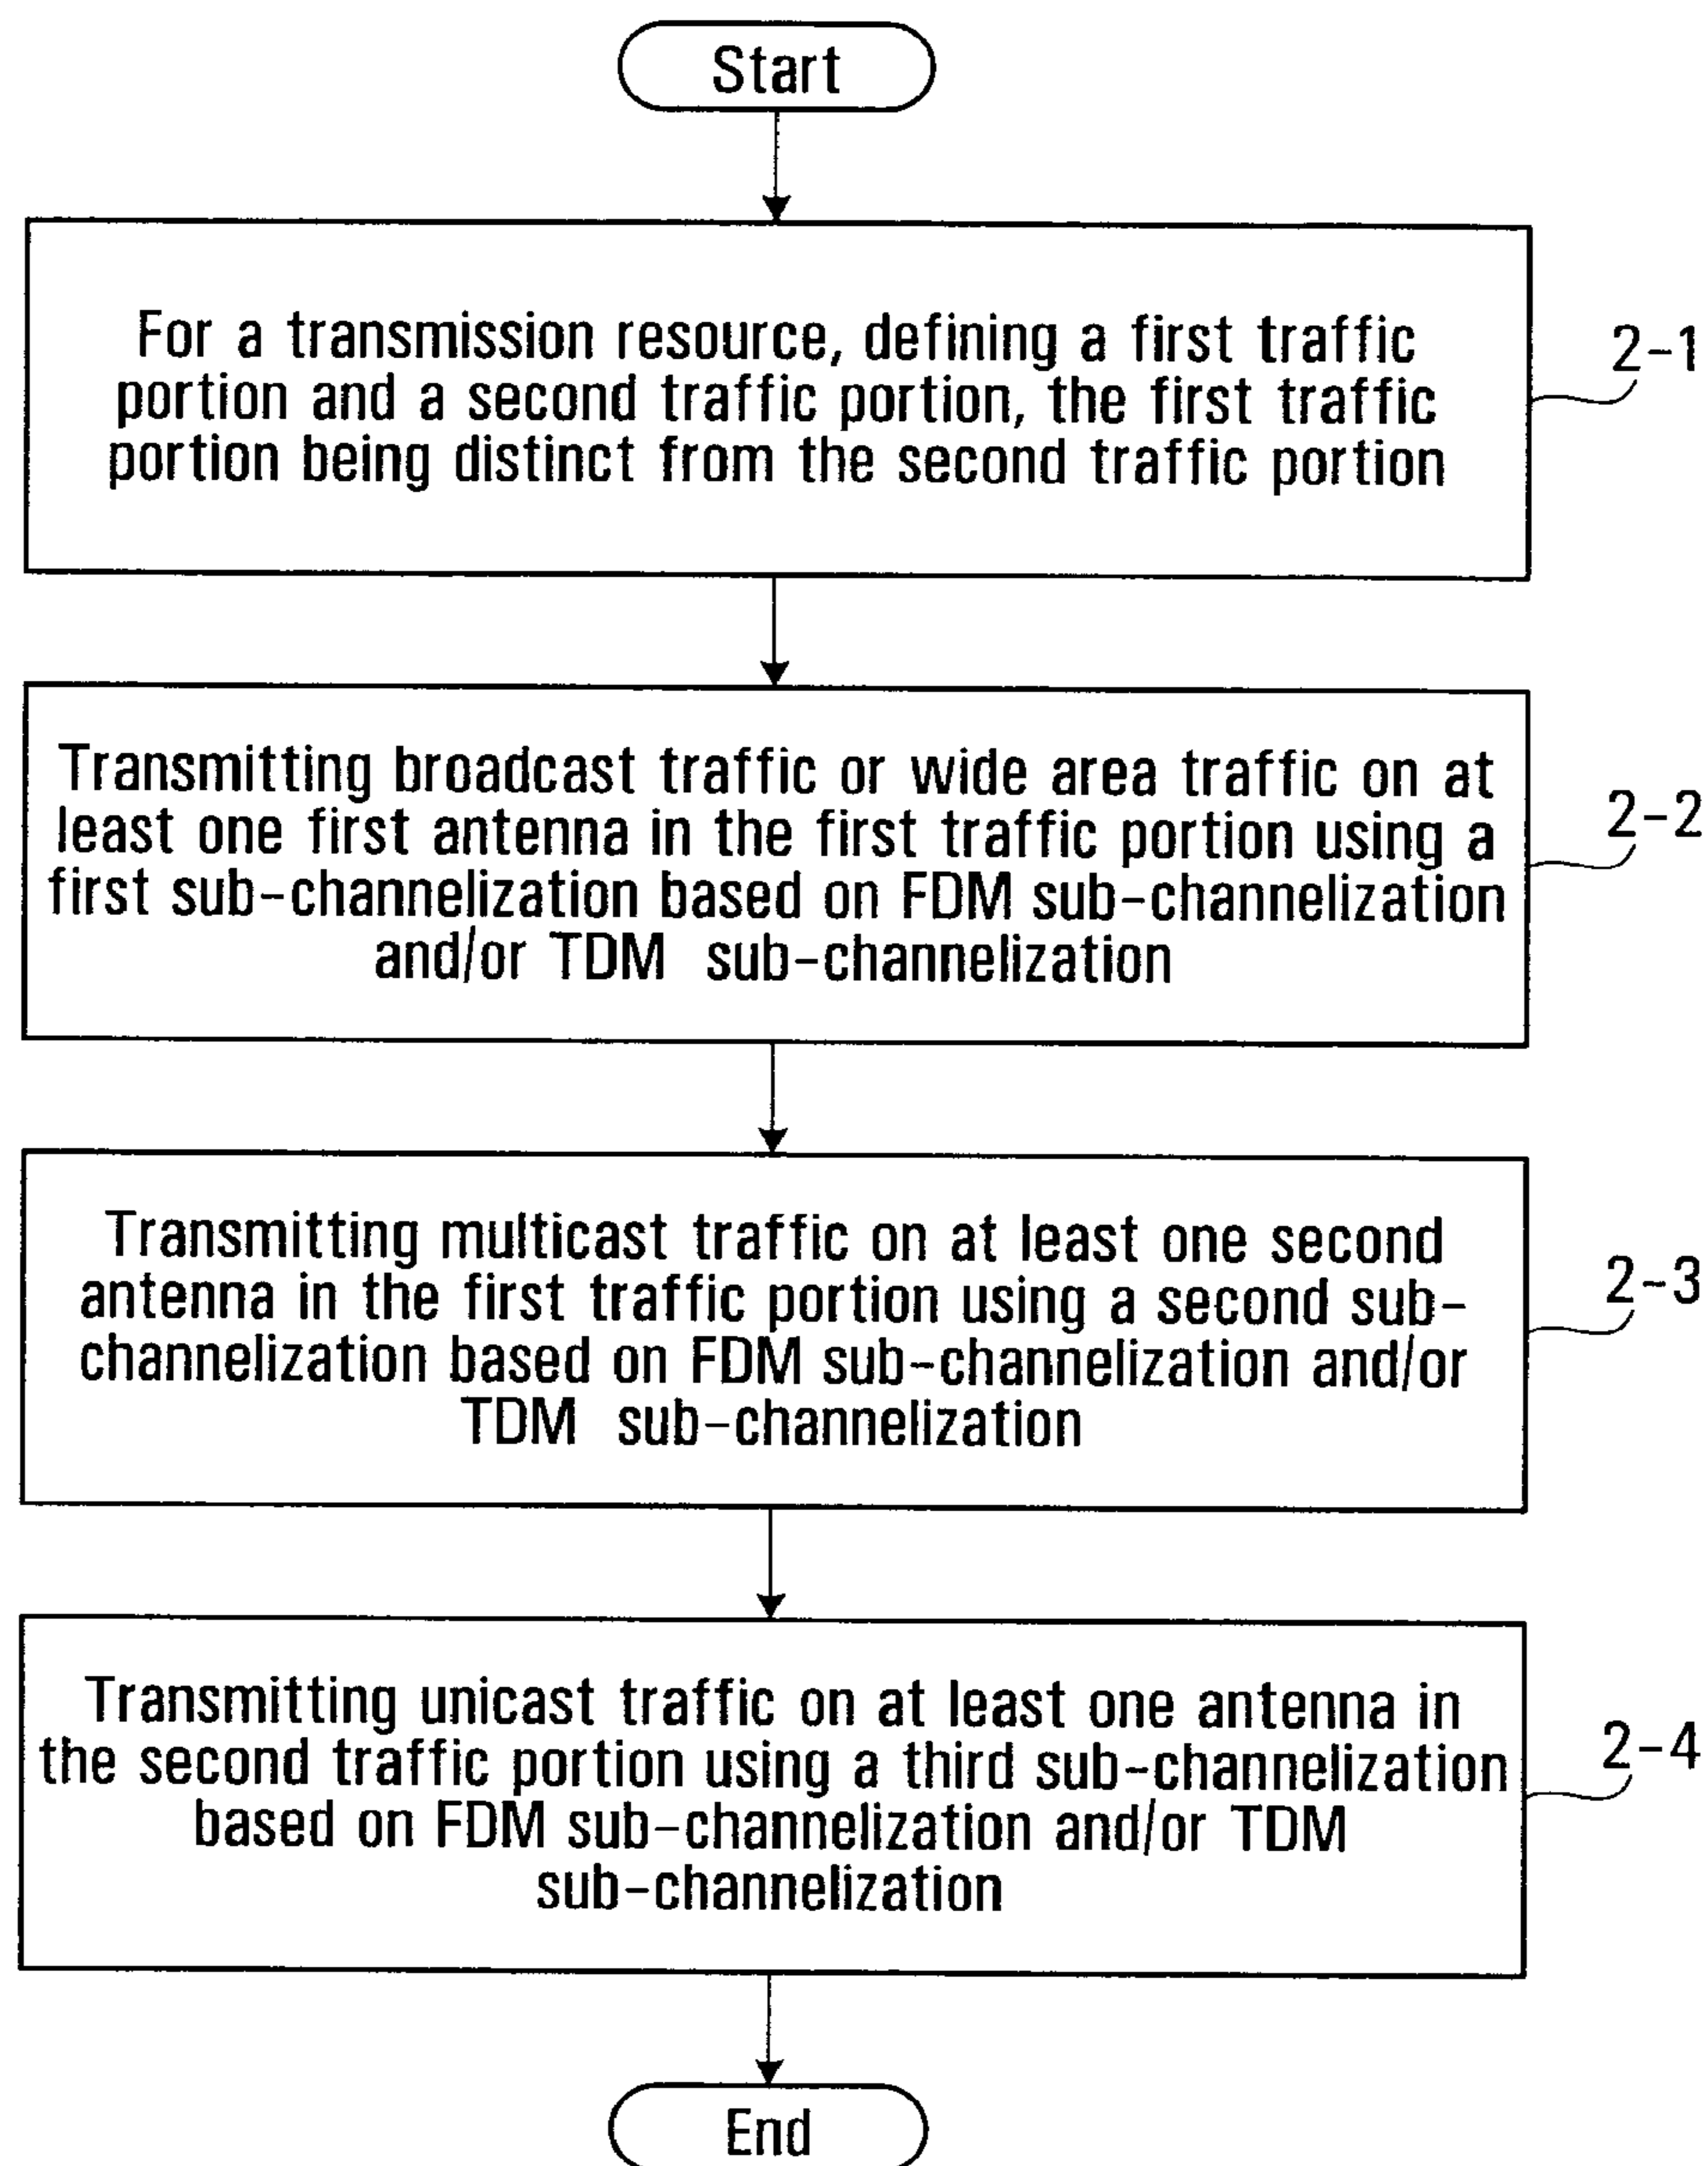 Start
For a transmission resource, defining a first traffic
portion and a second traffic portion, the first traffic
portion being distinct from the second traffic portion
2-1
Transmitting broadcast traffic or wide area traffic on at
least one first antenna in the first traffic portion using a
first sub-channelization based on FDM sub-channelization
and/or TDM sub-channelization
2-2
Transmitting multicast traffic on at least one second
antenna in the first traffic portion using a second sub-
channelization based on FDM sub-channelization and/or
TDM sub-channelization
2-3
Transmitting unicast traffic on at least one antenna in
the second traffic portion using a third sub-channelization
based on FDM sub-channelization and/or TDM
sub-channelization
2-4
End